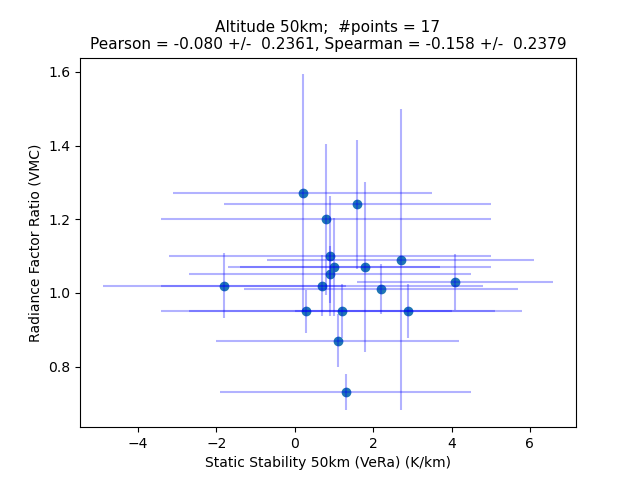 Altitude 50km;  #points = 17
Pearson = -0.080 +/-  0.2361, Spearman = -0.158 +/-  0.2379
1.6
1.4
1.2
1.0
0.8
Radiance Factor Ratio (VMC)
−4
−2
0
2
4
6
Static Stability 50km (VeRa) (K/km)